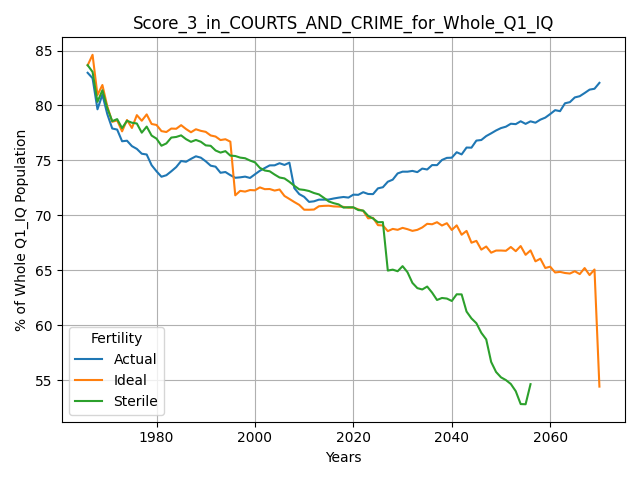 Score_3_in_COURTS_AND_CRIME_for_Whole_Q1_IQ
% of Whole Q1_IQ Population
85
80
75
70
65
60
55
Fertility
Actual
Ideal
Sterile
1980
2000
2020
2040
2060
Years